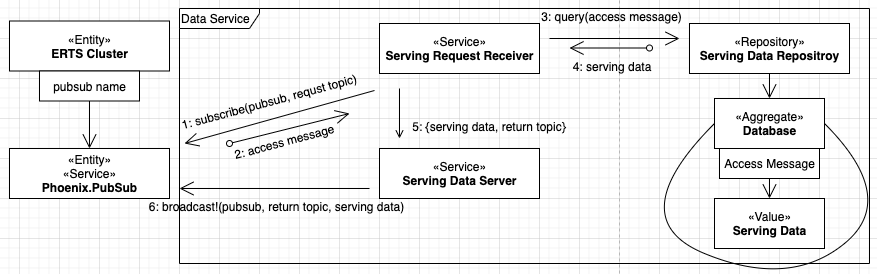 «Entity»
ERTS Cluster
pubsub name
«Entity»
«Service»
Phoenix.PubSub
Data Service
«Service»
Serving Request Receiver
3: query(access message)
4: serving data
«Repository»
Serving Data Repositroy
1: subscribe(pubsub, requst topic)
2: access message
5: {serving data, return topic}
«Service»
Serving Data Server
6: broadcast!(pubsub, return topic, serving data)
«Aggregate»
Database
Access Message
«Value»
Serving Data